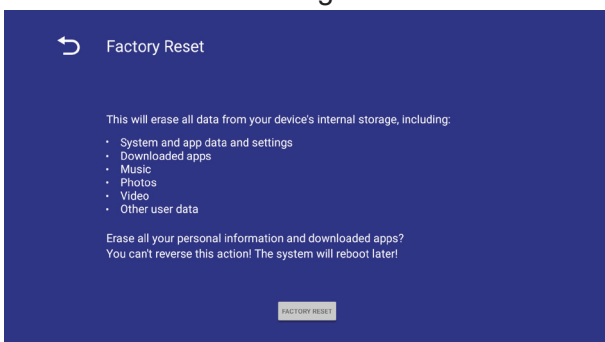 Factory Reset
This will erase all data from your device's internal storage, including:
• System and app data and settings
• Downloaded apps
• Music
• Photos
• Video
• Other user data
Erase all your personal information and downloaded apps?
You can't reverse this action! The system will reboot later!
FACTORY RESET